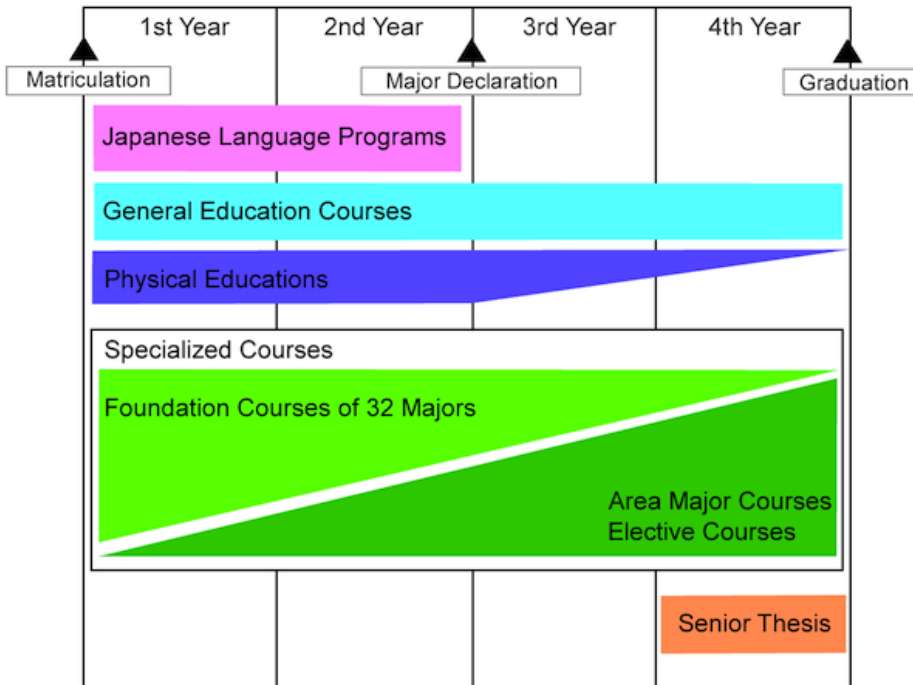 1st Year
2nd Year
3rd Year
4th Year
Matriculation
Major Declaration
Graduation
Japanese Language Programs
General Education Courses
Physical Educations
Specialized Courses
Foundation Courses of 32 Majors
Area Major Courses
Elective Courses
Senior Thesis